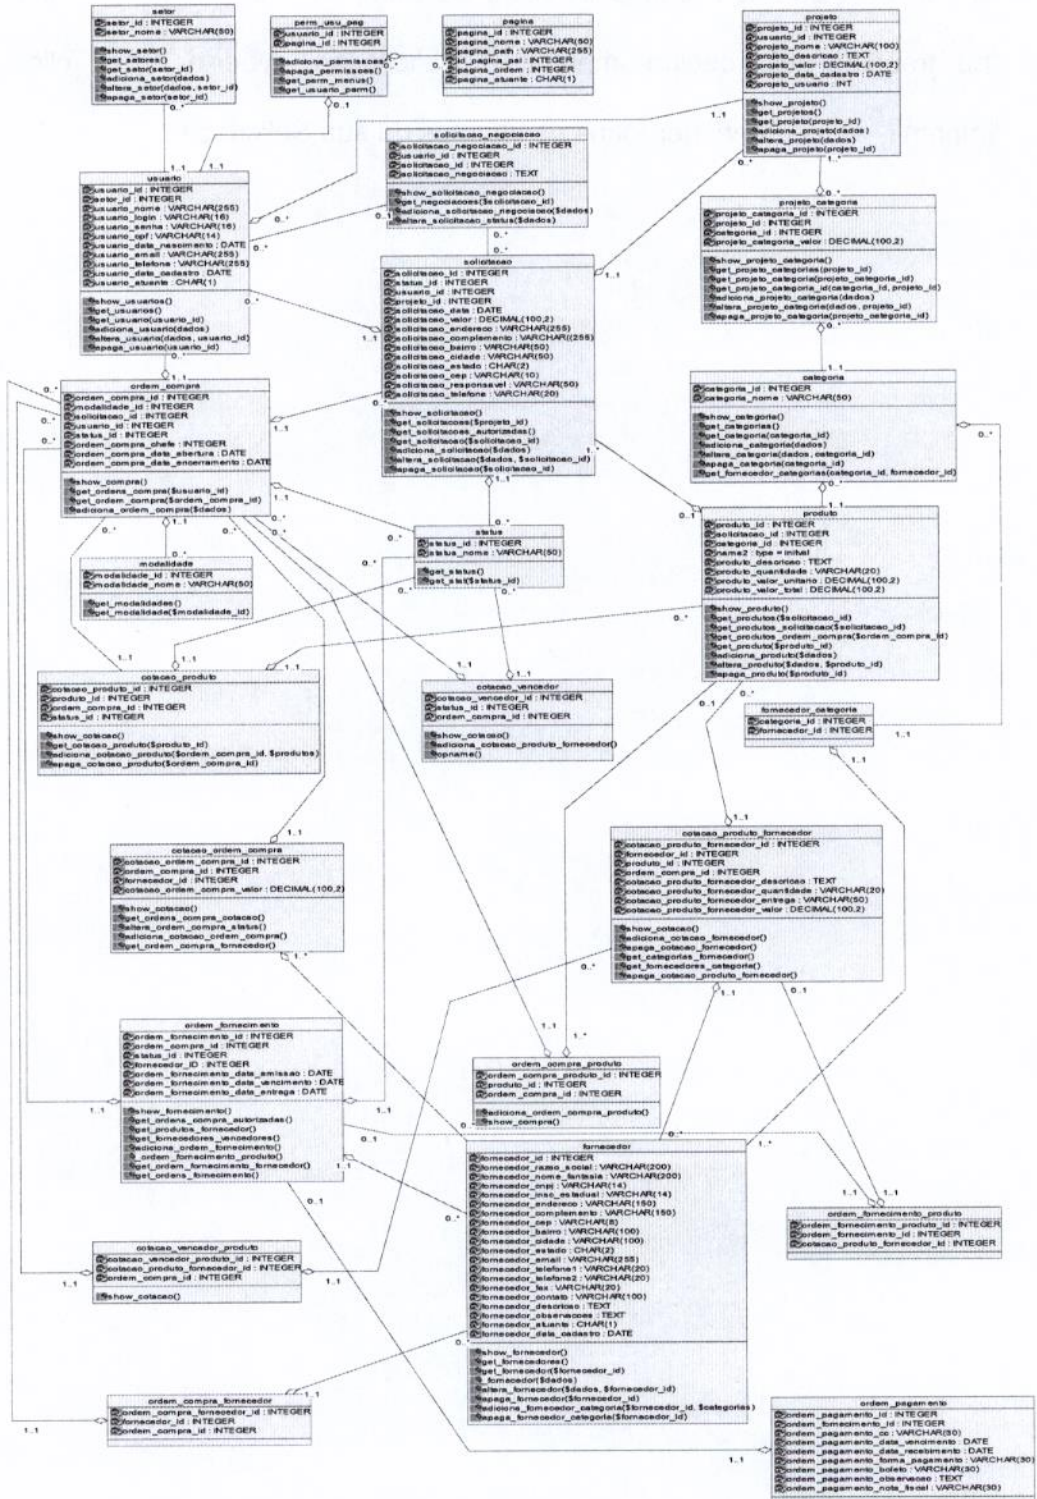 setor
setor_id : INTEGER
setor_nome : VARCHAR(50)
show_setor()
get_setores()
get_setor(setor_id)
adiciona_setor(dados)
altera_setor(dados, setor_id)
apaga_setor(setor_id)
perm_usu_pag
usuario_id : INTEGER
pagina_id : INTEGER
adiciona_permissoes
apaga_permissoes()
get_perm_menus()
get_usuario_perm()
pagina
pagina_id : INTEGER
pagina_nome : VARCHAR(50)
pagina_path : VARCHAR(255)
id_pagina_pai : INTEGER
pagina_ordem : INTEGER
pagina_atuante : CHAR(1)
projeto
projeto_id : INTEGER
usuario_id : INTEGER
projeto_nome : VARCHAR(100)
projeto_descricao : TEXT
projeto_valor : DECIMAL(100,2)
projeto_data_cadastro : DATE
projeto_usuario : INT
show_projeto()
get_projetos()
get_projeto(projeto_id)
adiciona_projeto(dados)
altera_projeto(dados)
apaga_projeto(projeto_id)
usuario
usuario_id : INTEGER
setor_id : INTEGER
usuario_nome : VARCHAR(255)
usuario_login : VARCHAR(16)
usuario_senha : VARCHAR(16)
usuario_cpf : VARCHAR(14)
usuario_data_nascimento : DATE
usuario_email : VARCHAR(255)
usuario_telefone : VARCHAR(255)
usuario_data_cadastro : DATE
usuario_atuante : CHAR(1)
show_usuarios()
get_usuarios()
get_usuario(usuario_id)
adiciona_usuario(dados)
altera_usuario(dados, usuario_id)
apaga_usuario(usuario_id)
solicitacao_negociacao
solicitacao_negociacao_id : INTEGER
usuario_id : INTEGER
solicitacao_id : INTEGER
solicitacao_negociacao : TEXT
show_solicitacao_negociacao()
get_negociacoes($solicitacao_id)
adiciona_solicitacao_negociacao($dados)
altera_solicitacao_status($dados)
projeto_categoria
projeto_categoria_id : INTEGER
projeto_id : INTEGER
categoria_id : INTEGER
projeto_categoria_valor : DECIMAL(100,2)
show_projeto_categoria()
get_projeto_categorias(projeto_id)
get_projeto_categoria(projeto_categoria_id)
get_projeto_categoria_id(categoria_id, projeto_id)
adiciona_projeto_categoria(dados)
altera_projeto_categoria(dados, projeto_id)
apaga_projeto_categoria(projeto_categoria_id)
solicitacao
solicitacao_id : INTEGER
status_id : INTEGER
usuario_id : INTEGER
projeto_id : INTEGER
solicitacao_data : DATE
solicitacao_valor : DECIMAL(100,2)
solicitacao_endereco : VARCHAR(255)
solicitacao_complemento : VARCHAR(255)
solicitacao_bairro : VARCHAR(50)
solicitacao_cidade : VARCHAR(50)
solicitacao_estado : CHAR(2)
solicitacao_cep : VARCHAR(10)
solicitacao_responsavel : VARCHAR(50)
solicitacao_telefone : VARCHAR(20)
show_solicitacao()
get_solicitacoes($projeto_id)
get_solicitacoes_autorizadas()
get_solicitacao($solicitacao_id)
adiciona_solicitacao($dados)
altera_solicitacao($dados, $solicitacao_id)
apaga_solicitacao($solicitacao_id)
ordem_compra
ordem_compra_id : INTEGER
modalidade_id : INTEGER
solicitacao_id : INTEGER
usuario_id : INTEGER
status_id : INTEGER
ordem_compra_chefe : INTEGER
ordem_compra_data_abertura : DATE
ordem_compra_data_encerramento : DATE
show_compra()
get_ordens_compra($usuario_id)
get_ordem_compra($ordem_compra_id)
adiciona_ordem_compra($dados)
categoria
categoria_id : INTEGER
categoria_nome : VARCHAR(50)
show_categoria()
get_categorias()
get_categoria(categoria_id)
adiciona_categoria(dados)
altera_categoria(dados, categoria_id)
apaga_categoria(categoria_id)
get_fornecedor_categorias(categoria_id, fornecedor_id)
produto
produto_id : INTEGER
solicitacao_id : INTEGER
categoria_id : INTEGER
name2 : type = initval
produto_descricao : TEXT
produto_quantidade : VARCHAR(20)
produto_valor_unitario : DECIMAL(100,2)
produto_valor_total : DECIMAL(100,2)
show_produto()
get_produtos($solicitacao_id)
get_produtos_solicitacao($solicitacao_id)
get_produtos_ordem_compra($ordem_compra_id)
get_produto($produto_id)
adiciona_produto($dados)
altera_produto($dados, $produto_id)
apaga_produto($produto_id)
status
status_id : INTEGER
status_nome : VARCHAR(50)
get_status()
get_stat($status_id)
modalidade
modalidade_id : INTEGER
modalidade_nome : VARCHAR(50)
get_modalidades()
get_modalidade($modalidade_id)
cotacao_produto
cotacao_produto_id : INTEGER
produto_id : INTEGER
ordem_compra_id : INTEGER
status_id : INTEGER
show_cotacao()
get_cotacao_produto($produto_id)
adiciona_cotacao_produto($ordem_compra_id, $produtos)
apaga_cotacao_produto($ordem_compra_id)
cotacao_vencedor
cotacao_vencedor_id : INTEGER
status_id : INTEGER
ordem_compra_id : INTEGER
show_cotacao()
adiciona_cotacao_produto_fornecedor()
opname()
fornecedor_categoria
categoria_id : INTEGER
fornecedor_id : INTEGER
cotacao_ordem_compra
cotacao_ordem_compra_id : INTEGER
ordem_compra_id : INTEGER
fornecedor_id : INTEGER
cotacao_ordem_compra_valor : DECIMAL(100,2)
show_cotacao()
get_ordens_compra_cotacao()
altera_ordem_compra_status()
adiciona_cotacao_ordem_compra()
get_ordem_compra_fornecedor()
cotacao_produto_fornecedor
cotacao_produto_fornecedor_id : INTEGER
fornecedor_id : INTEGER
produto_id : INTEGER
ordem_compra_id : INTEGER
cotacao_produto_fornecedor_descricao : TEXT
cotacao_produto_fornecedor_quantidade : VARCHAR(20)
cotacao_produto_fornecedor_entrega : VARCHAR(50)
cotacao_produto_fornecedor_valor : DECIMAL(100,2)
show_cotacao()
adiciona_cotacao_fornecedor()
apaga_cotacao_fornecedor()
get_categorias_fornecedor()
get_fornecedores_categoria()
apaga_cotacao_produto_fornecedor()
ordem_fornecimento
ordem_fornecimento_id : INTEGER
ordem_compra_id : INTEGER
status_id : INTEGER
fornecedor_ID : INTEGER
ordem_fornecimento_data_emissao : DATE
ordem_fornecimento_data_vencimento : DATE
ordem_fornecimento_data_entrega : DATE
show_fornecimento()
get_ordens_compra_autorizadas()
get_produtos_fornecedor()
get_fornecedores_vencedores()
adiciona_ordem_fornecimento()
_ordem_fornecimento_produto()
get_ordem_fornecimento_fornecedor()
get_ordens_fornecimento()
ordem_compra_produto
ordem_compra_produto_id : INTEGER
produto_id : INTEGER
ordem_compra_id : INTEGER
adiciona_ordem_compra_produto()
show_compra()
fornecedor
fornecedor_id : INTEGER
fornecedor_razao_social : VARCHAR(200)
fornecedor_nome_fantasia : VARCHAR(200)
fornecedor_cnpj : VARCHAR(14)
fornecedor_insc_estadual : VARCHAR(14)
fornecedor_endereco : VARCHAR(150)
fornecedor_complemento : VARCHAR(150)
fornecedor_cep : VARCHAR(8)
fornecedor_bairro : VARCHAR(100)
fornecedor_cidade : VARCHAR(100)
fornecedor_estado : CHAR(2)
fornecedor_email : VARCHAR(255)
fornecedor_telefone1 : VARCHAR(20)
fornecedor_telefone2 : VARCHAR(20)
fornecedor_fax : VARCHAR(20)
fornecedor_contato : VARCHAR(100)
fornecedor_descricao : TEXT
fornecedor_observacoes : TEXT
fornecedor_atuante : CHAR(1)
fornecedor_data_cadastro : DATE
show_fornecedor()
get_fornecedores()
get_fornecedor($fornecedor_id)
_fornecedor($dados)
altera_fornecedor($dados, $fornecedor_id)
apaga_fornecedor($fornecedor_id)
adiciona_fornecedor_categoria($fornecedor_id, $categorias)
apaga_fornecedor_categoria($fornecedor_id)
ordem_fornecimento_produto
ordem_fornecimento_produto_id : INTEGER
ordem_fornecimento_id : INTEGER
cotacao_produto_fornecedor_id : INTEGER
cotacao_vencedor_produto
cotacao_vencedor_produto_id : INTEGER
cotacao_produto_fornecedor_id : INTEGER
ordem_compra_id : INTEGER
show_cotacao()
ordem_compra_fornecedor
ordem_compra_fornecedor_id : INTEGER
fornecedor_id : INTEGER
ordem_compra_id : INTEGER
ordem_pagamento
ordem_pagamento_id : INTEGER
ordem_fornecimento_id : INTEGER
ordem_pagamento_cc : VARCHAR(30)
ordem_pagamento_data_vencimento : DATE
ordem_pagamento_data_recebimento : DATE
ordem_pagamento_forma_pagamento : VARCHAR(30)
ordem_pagamento_boleto : VARCHAR(30)
ordem_pagamento_observacao : TEXT
ordem_pagamento_nota_fiscal : VARCHAR(30)